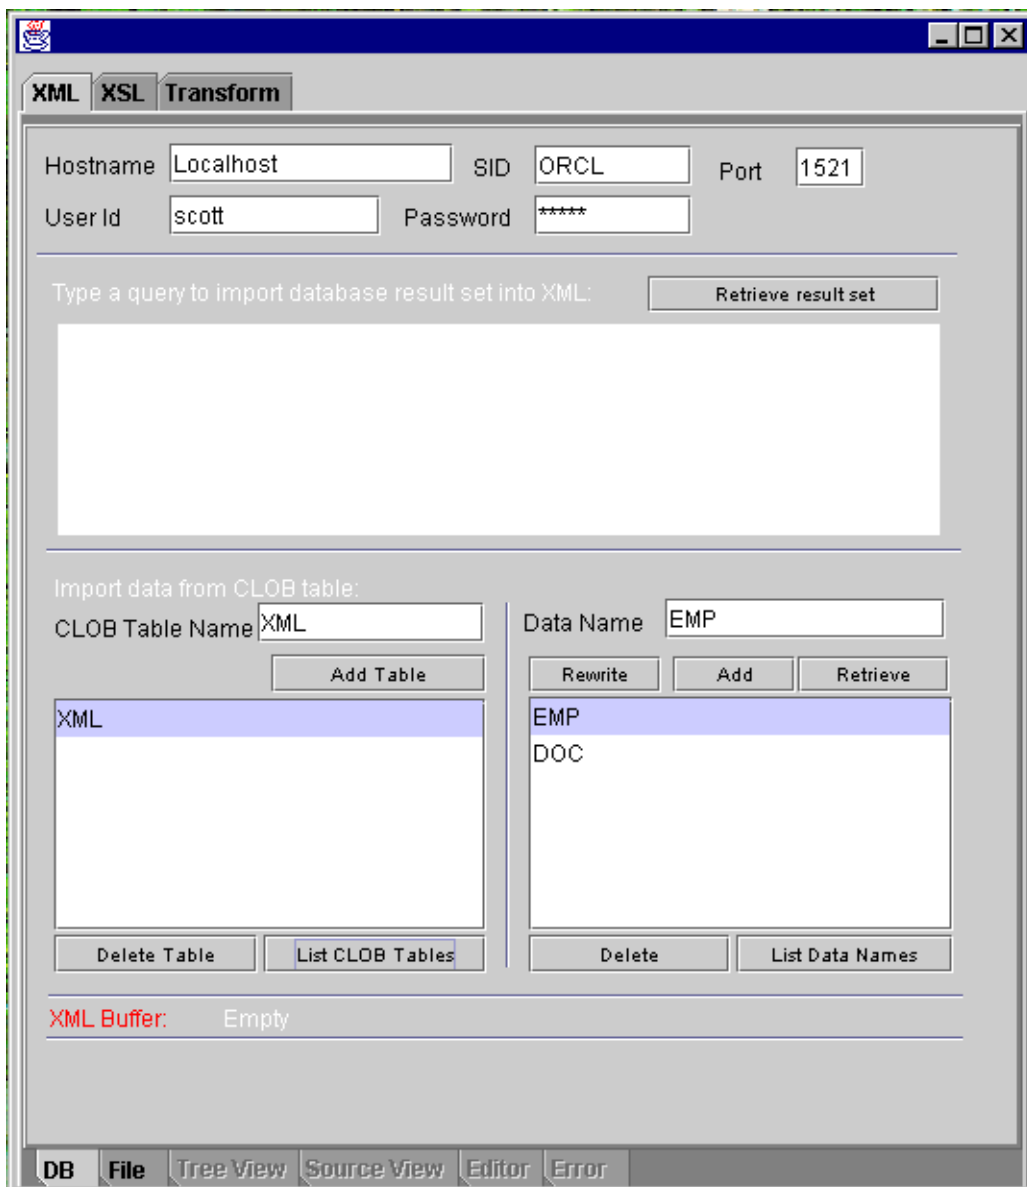 XML XSL Transform
Hostname Localhost SID ORCL Port 1521
User Id scott Password *****
Type a query to import database result set into XML: Retrieve result set
Import data from CLOB table:
CLOB Table Name XML Data Name EMP
Add Table Rewrite Add Retrieve
XML EMP
DOC
Delete Table List CLOB Tables Delete List Data Names
XML Buffer: Empty
DB File Tree View Source View Editor Error